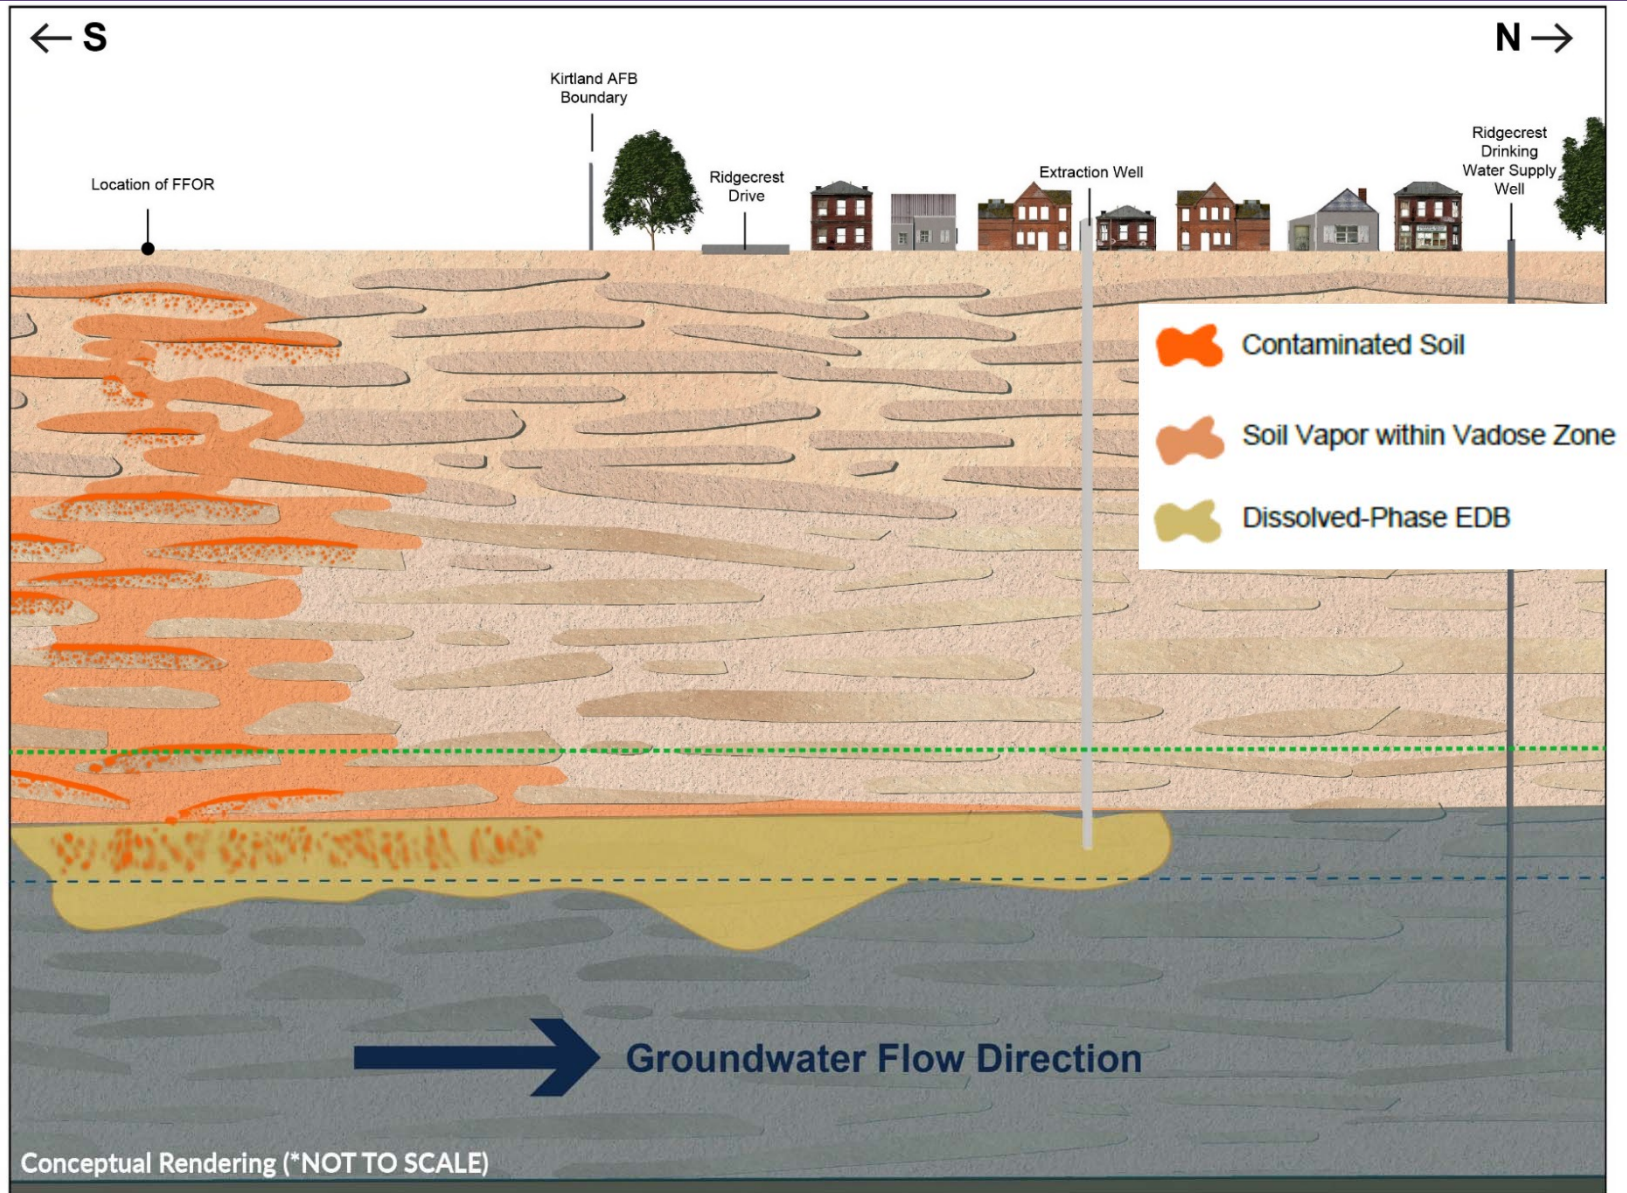 ← S
N →
Kirtland AFB
Boundary
Location of FFOR
Ridgecrest
Drive
Extraction Well
Ridgecrest
Drinking
Water Supply
Well
Contaminated Soil
Soil Vapor within Vadose Zone
Dissolved-Phase EDB
Groundwater Flow Direction
Conceptual Rendering (*NOT TO SCALE)